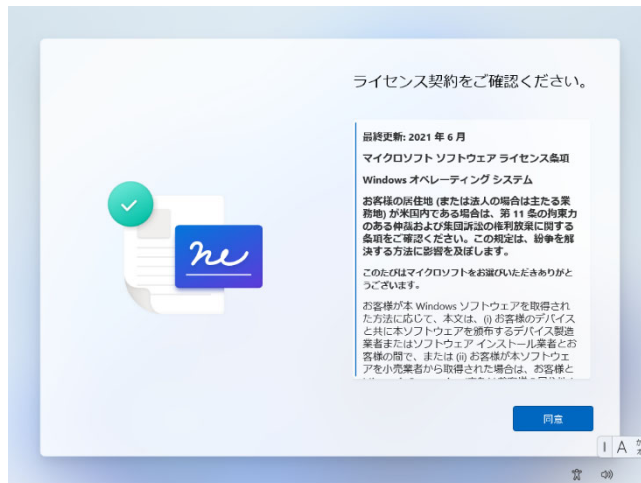 ライセンス契約をご確認ください。
最終更新: 2021 年 6 月
マイクロソフト ソフトウェア ライセンス条項
Windows オペレーティング システム
お客様の居住地 (または法人の場合は主たる業
務地) が米国内である場合は、第 11 条の拘束力
のある仲裁および集団訴訟の権利放棄に関する
条項をご確認ください。この規定は、紛争を解
決する方法に影響を及ぼします。
このたびはマイクロソフトをお選びいただきありがと
うございます。
お客様が本 Windows ソフトウェアを取得され
た方法に応じて、本文は、(i) お客様のデバイス
と共に本ソフトウェアを頒布するデバイス製造
業者またはソフトウェア インストール業者とお
客様の間で、または (ii) お客様が本ソフトウェ
アを小売業者から取得された場合は、お客様と
同意
A